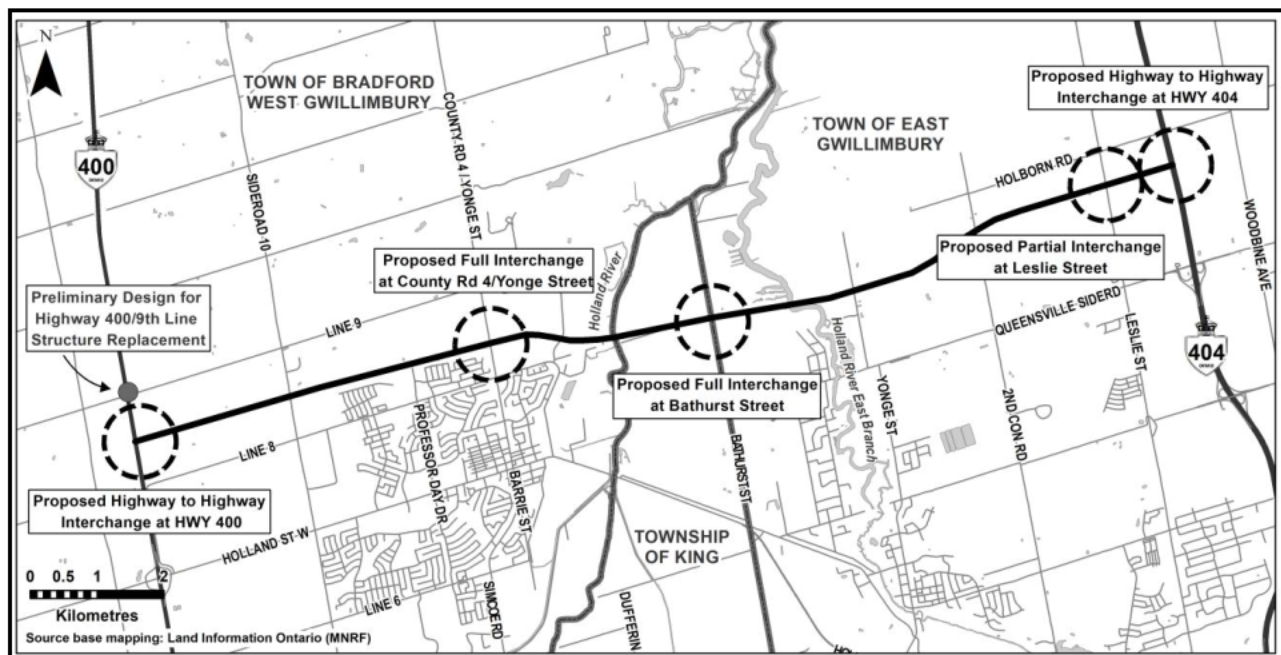 N
TOWN OF BRADFORD
WEST GWILLIMBURY
COUNTY RD 4 / YONGE ST
Proposed Highway to Highway
Interchange at HWY 404
TOWN OF EAST
GWILLIMBURY
400
SIDEROAD 10
HOLBORN RD
WOODBINE AVE
Proposed Full Interchange
at County Rd 4/Yonge Street
Proposed Partial Interchange
at Leslie Street
Preliminary Design for
Highway 400/9th Line
Structure Replacement
LINE 9
Holland River
QUEENSVILLE SIDERD
LESLIE ST
404
Proposed Full Interchange
at Bathurst Street
Holland River East Branch
YONGE ST
2ND CON RD
LINE 8
PROFESSOR DAY DR
BARRIE ST
BATHURST ST
Proposed Highway to Highway
Interchange at HWY 400
HOLLAND ST W
TOWNSHIP
OF KING
0 0.5 1 2
Kilometres
LINE 6
SIMCOE RD
DUFFERIN
Source base mapping: Land Information Ontario (MNRF)